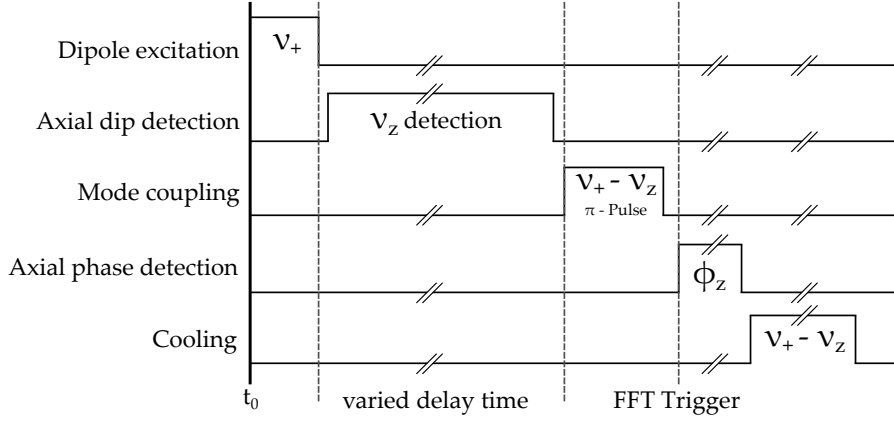 Dipole excitation
ν+
Axial dip detection
νz detection
Mode coupling
ν+ - νz
π - Pulse
Axial phase detection
ϕz
Cooling
ν+ - νz
t0
varied delay time
FFT Trigger